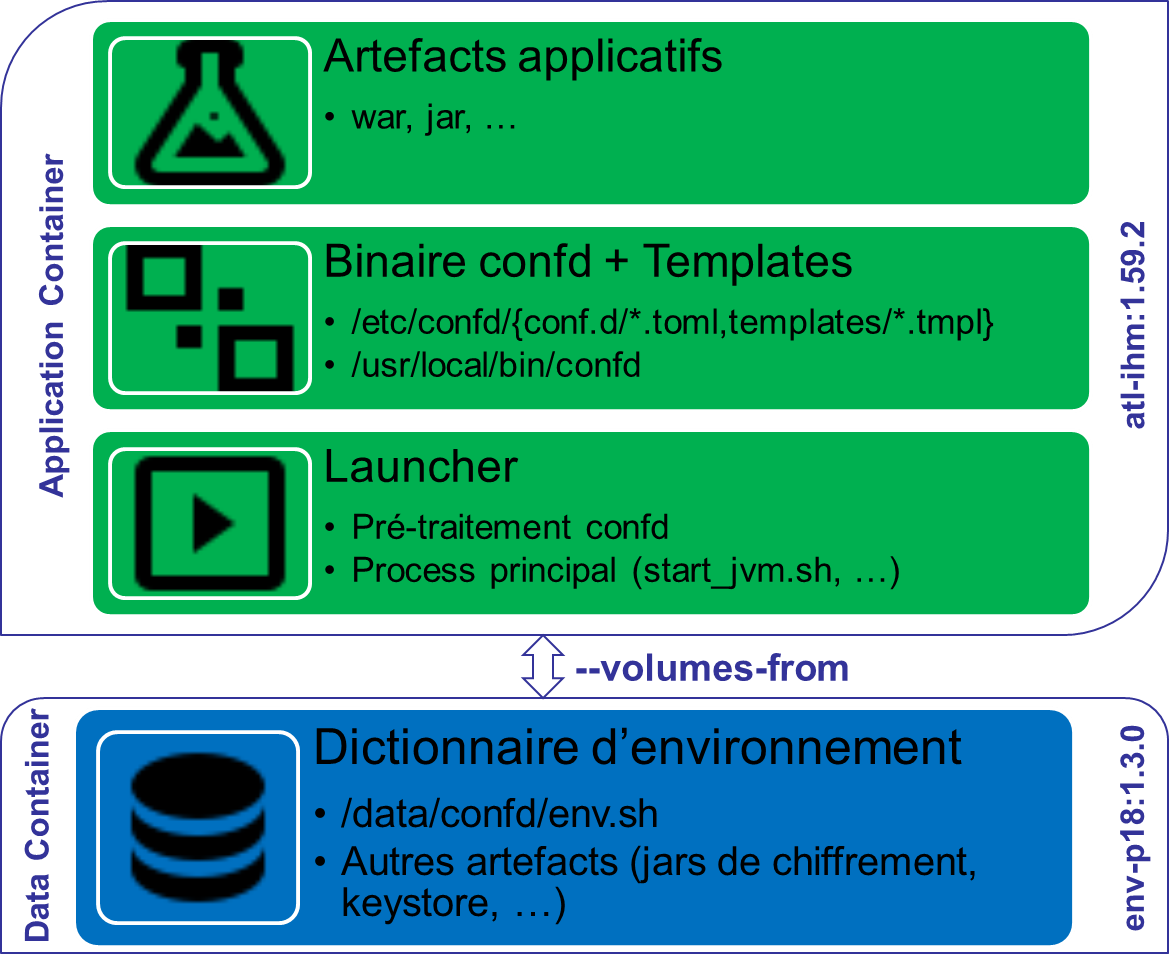 Application Container
Artefacts applicatifs
• war, jar, …
Binaire confd + Templates
• /etc/confd/{conf.d/*.toml,templates/*.tmpl}
• /usr/local/bin/confd
Launcher
• Pré-traitement confd
• Process principal (start_jvm.sh, …)
atl-ihm:1.59.2
--volumes-from
Data Container
Dictionnaire d’environnement
• /data/confd/env.sh
• Autres artefacts (jars de chiffrement,
keystore, …)
env-p18:1.3.0